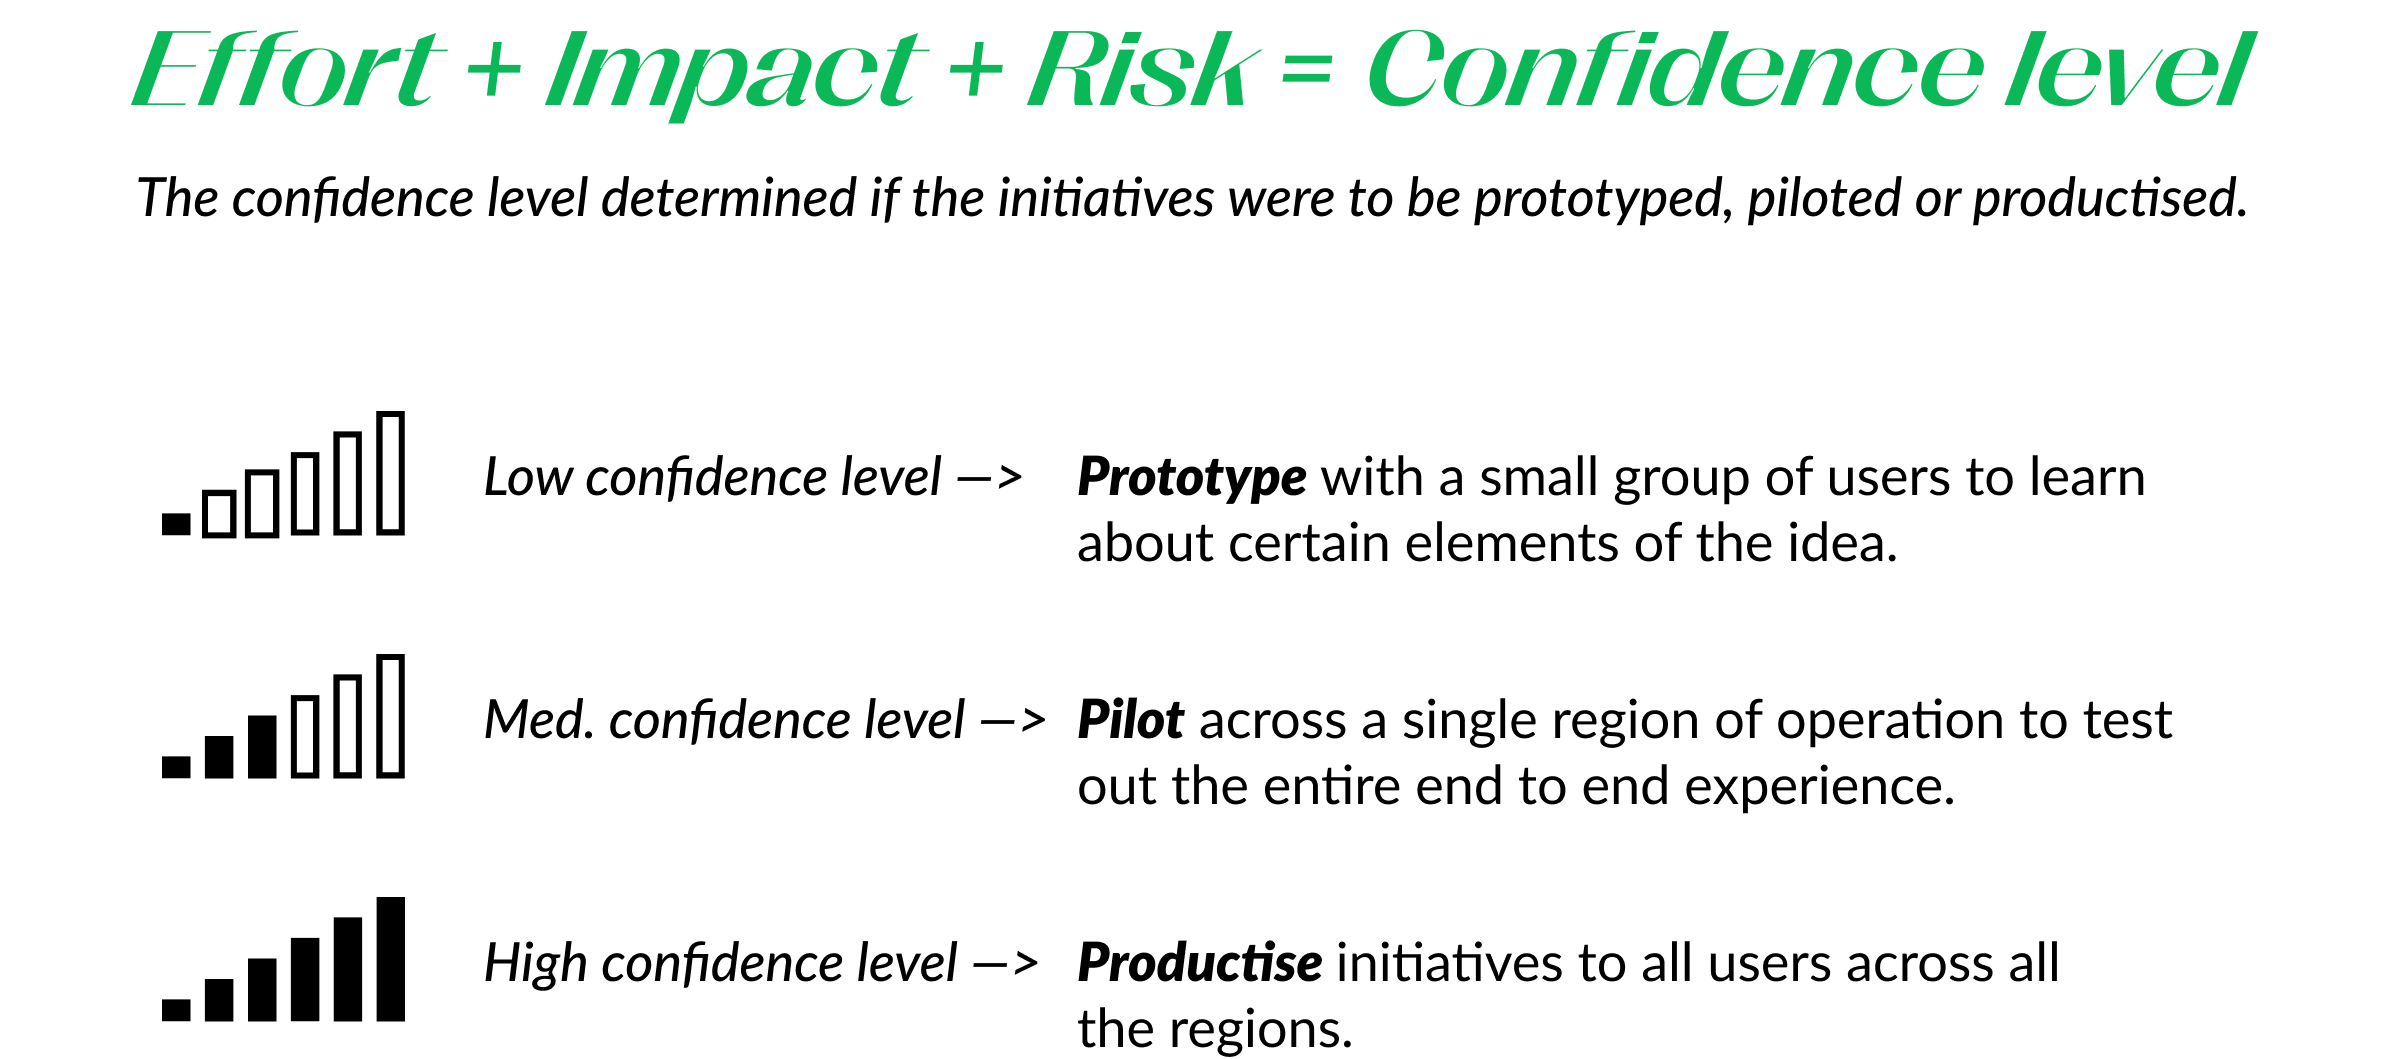 Effort + Impact + Risk = Confidence level
The confidence level determined if the initiatives were to be prototyped, piloted or productised.
Low confidence level —> Prototype with a small group of users to learn
about certain elements of the idea.
Med. confidence level —> Pilot across a single region of operation to test
out the entire end to end experience.
High confidence level —> Productise initiatives to all users across all
the regions.